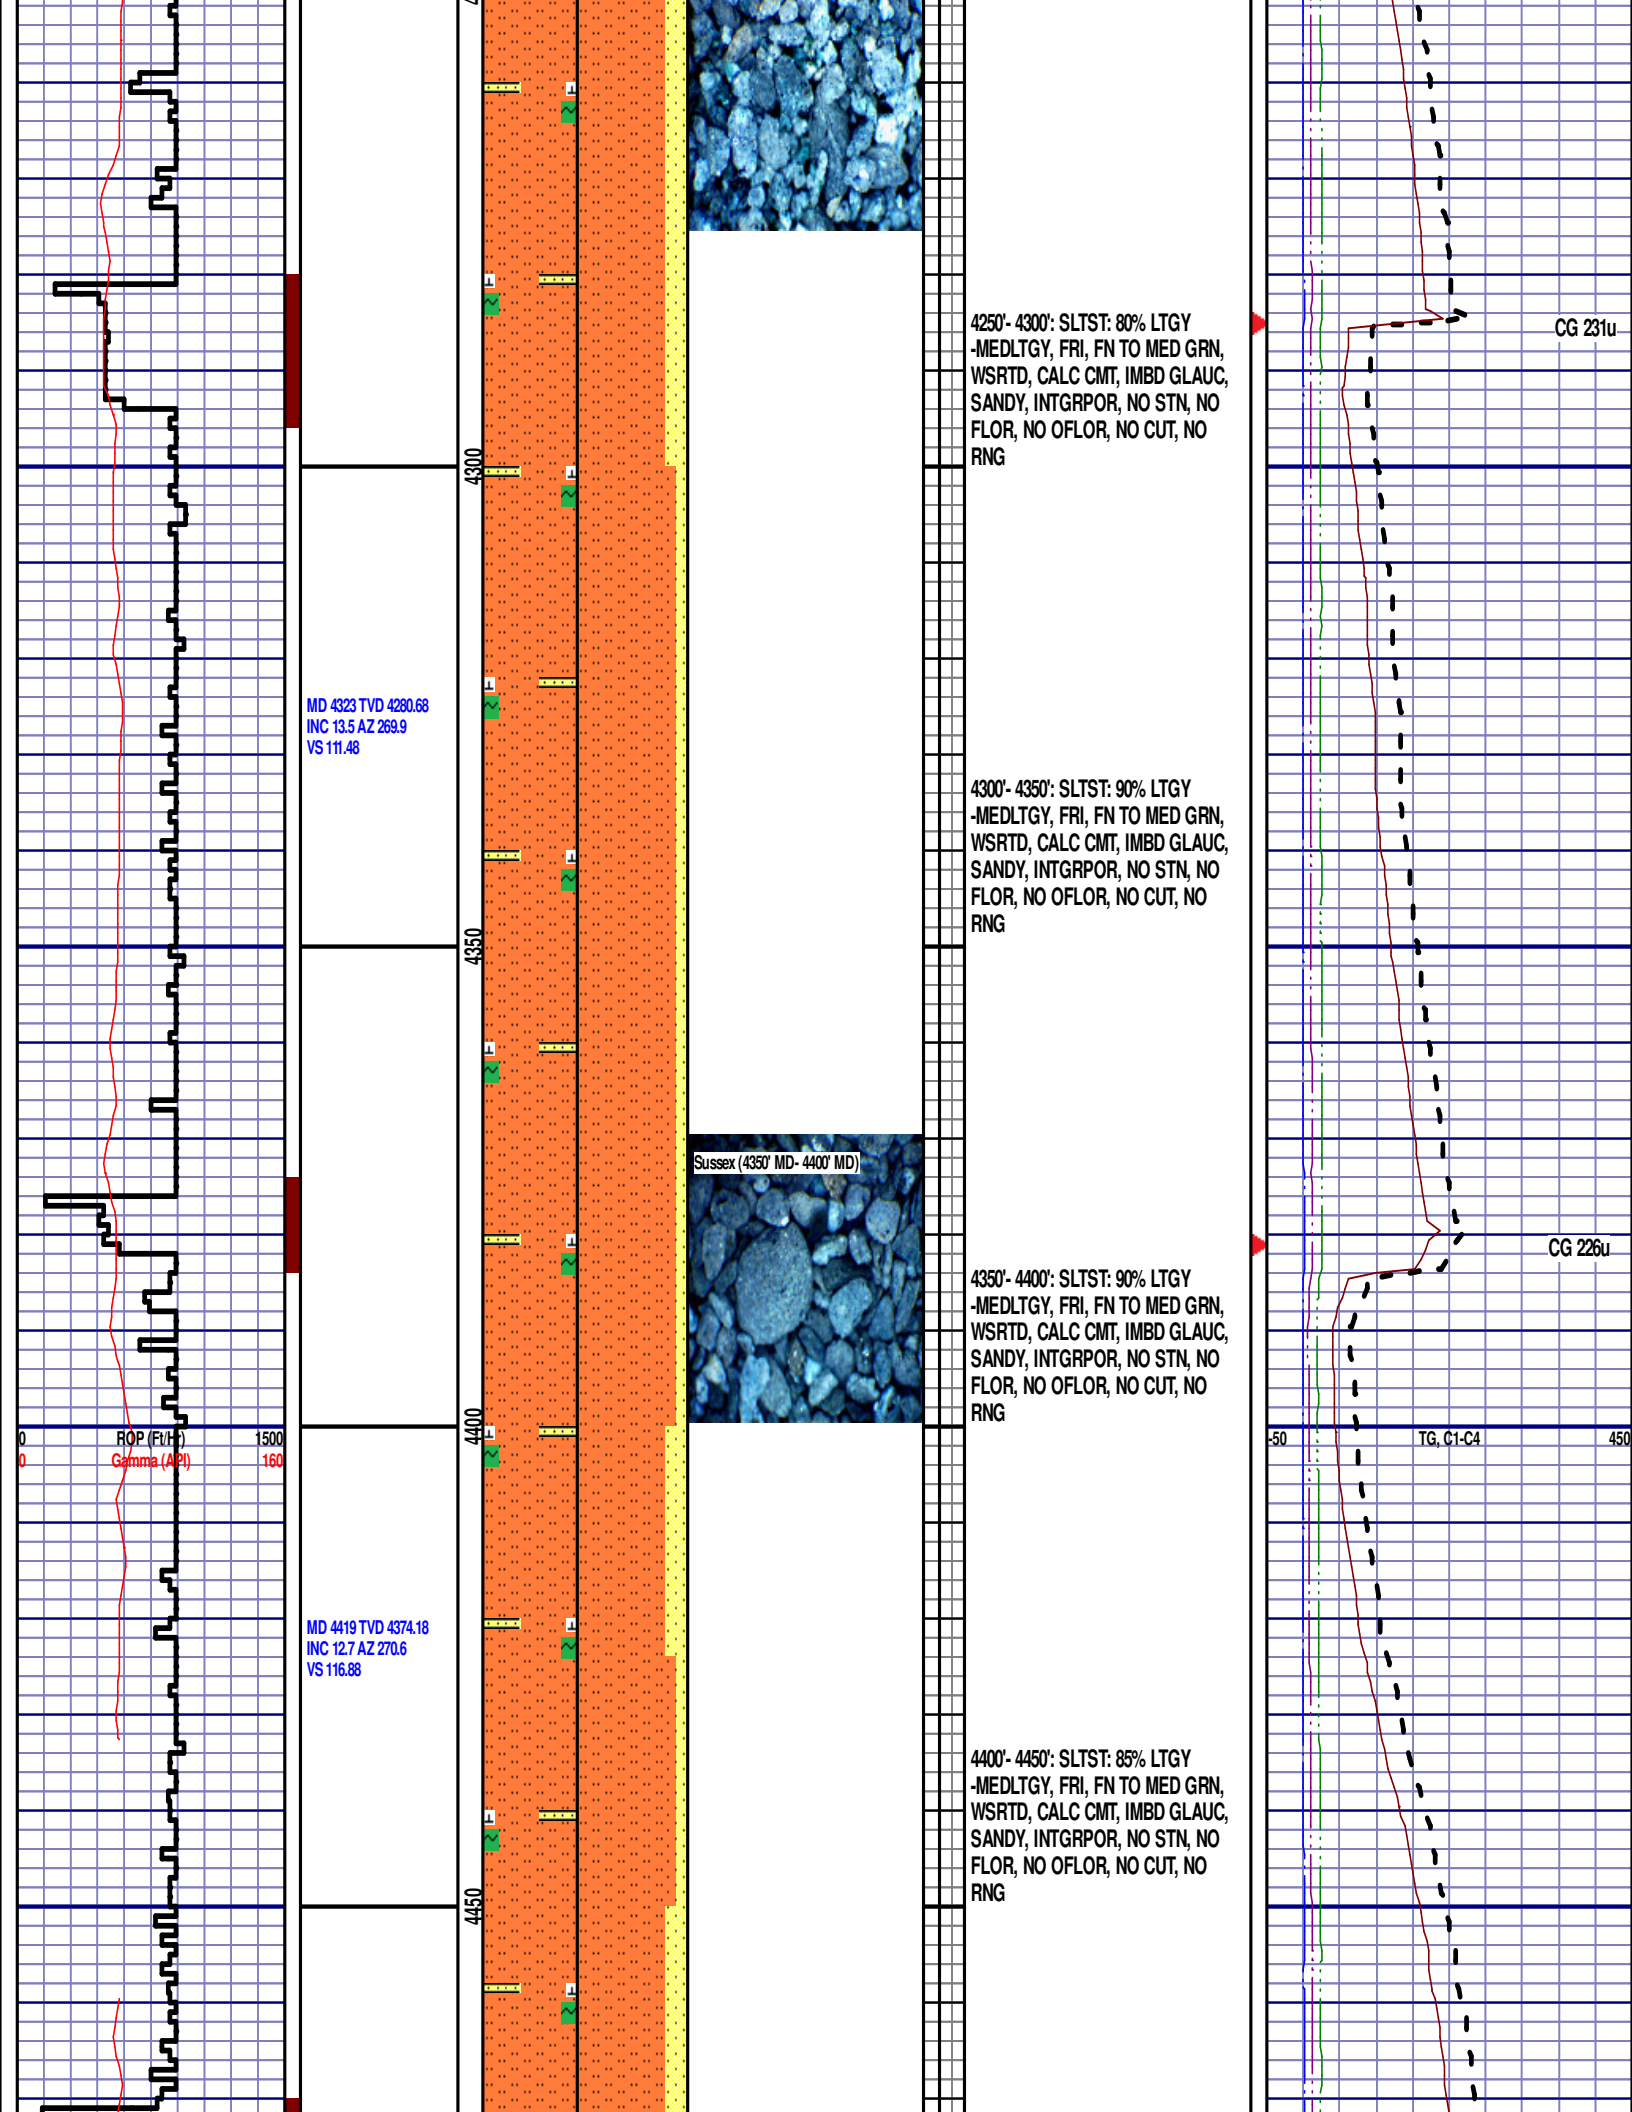 4250'- 4300': SLTST: 80% LTGY
-MEDLTGY, FRI, FN TO MED GRN,
WSRTD, CALC CMT, IMBD GLAUC,
SANDY, INTGRPOR, NO STN, NO
FLOR, NO OFLOR, NO CUT, NO
RNG
CG 231u
4300
MD 4323 TVD 4280.68
INC 13.5 AZ 269.9
VS 111.48
4300'- 4350': SLTST: 90% LTGY
-MEDLTGY, FRI, FN TO MED GRN,
WSRTD, CALC CMT, IMBD GLAUC,
SANDY, INTGRPOR, NO STN, NO
FLOR, NO OFLOR, NO CUT, NO
RNG
4350
Sussex (4350' MD- 4400' MD)
CG 226u
4350'- 4400': SLTST: 90% LTGY
-MEDLTGY, FRI, FN TO MED GRN,
WSRTD, CALC CMT, IMBD GLAUC,
SANDY, INTGRPOR, NO STN, NO
FLOR, NO OFLOR, NO CUT, NO
RNG
4400
0 ROP (Ft/Hr) 1500
0 Gamma (API) 160
-50 TG, C1-C4 450
MD 4419 TVD 4374.18
INC 12.7 AZ 270.6
VS 116.88
4400'- 4450': SLTST: 85% LTGY
-MEDLTGY, FRI, FN TO MED GRN,
WSRTD, CALC CMT, IMBD GLAUC,
SANDY, INTGRPOR, NO STN, NO
FLOR, NO OFLOR, NO CUT, NO
RNG
4450